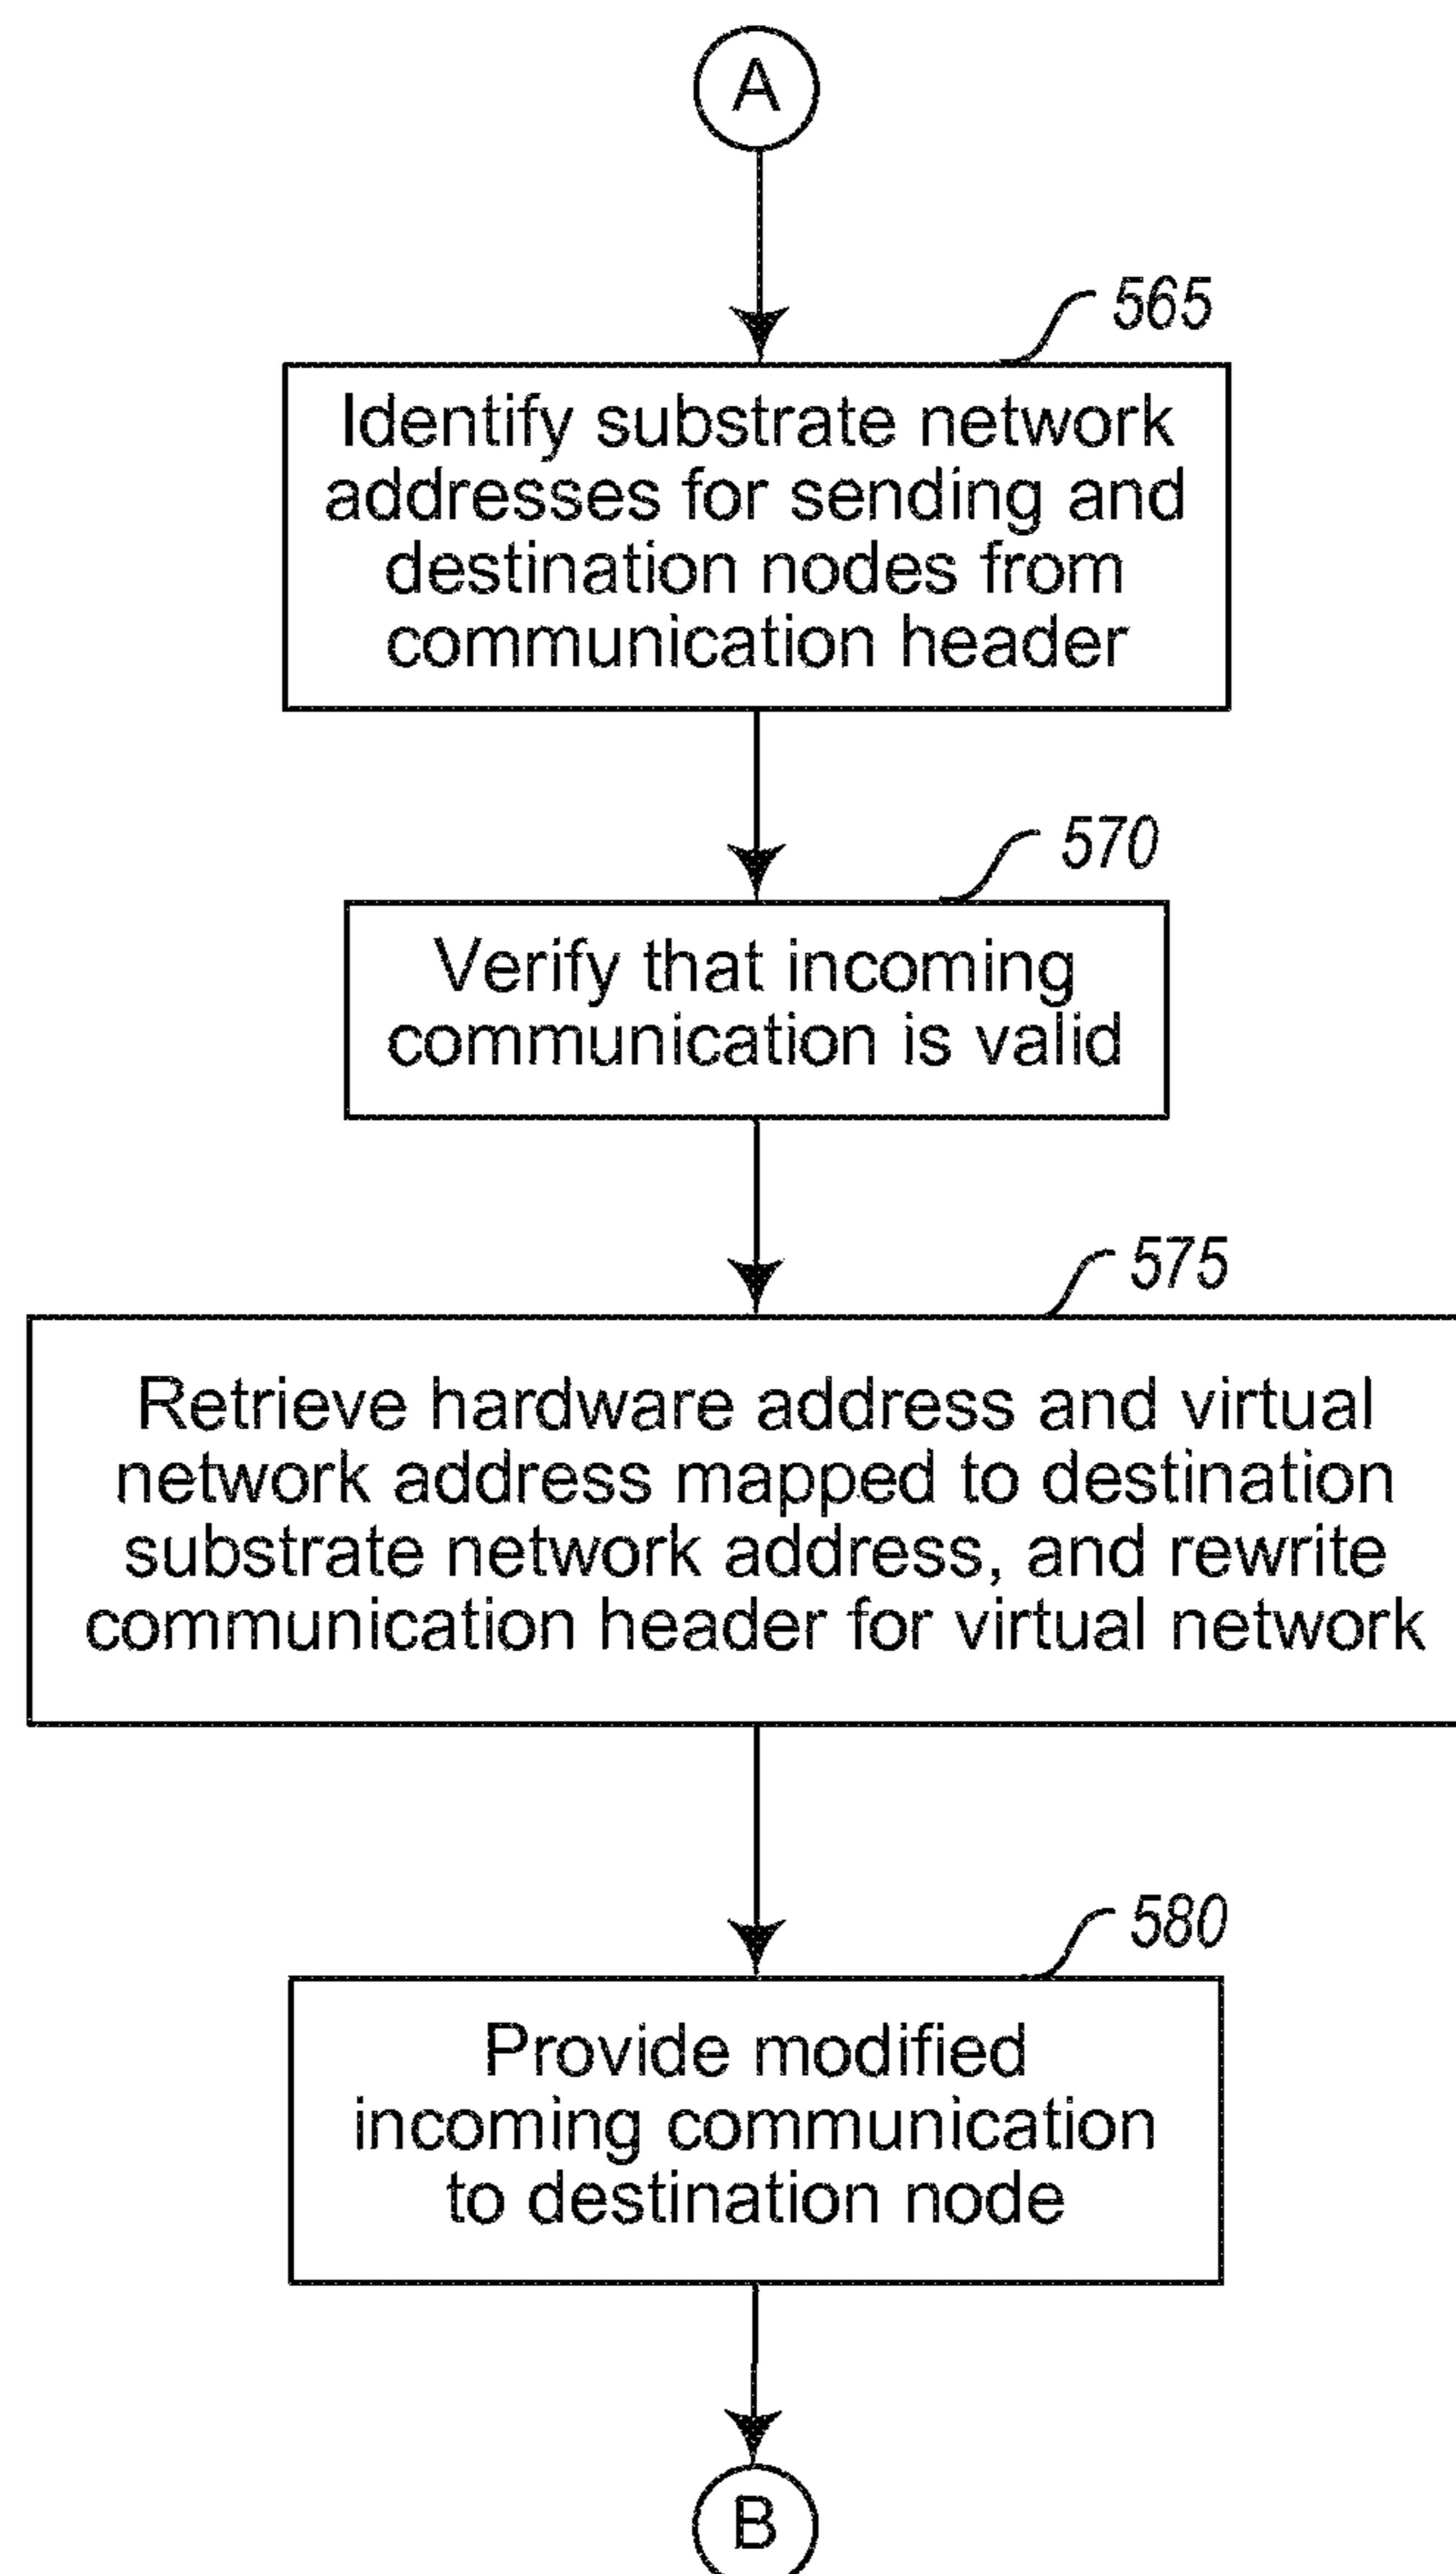 A
565
Identify substrate network
addresses for sending and
destination nodes from
communication header
570
Verify that incoming
communication is valid
575
Retrieve hardware address and virtual
network address mapped to destination
substrate network address, and rewrite
communication header for virtual network
580
Provide modified
incoming communication
to destination node
B